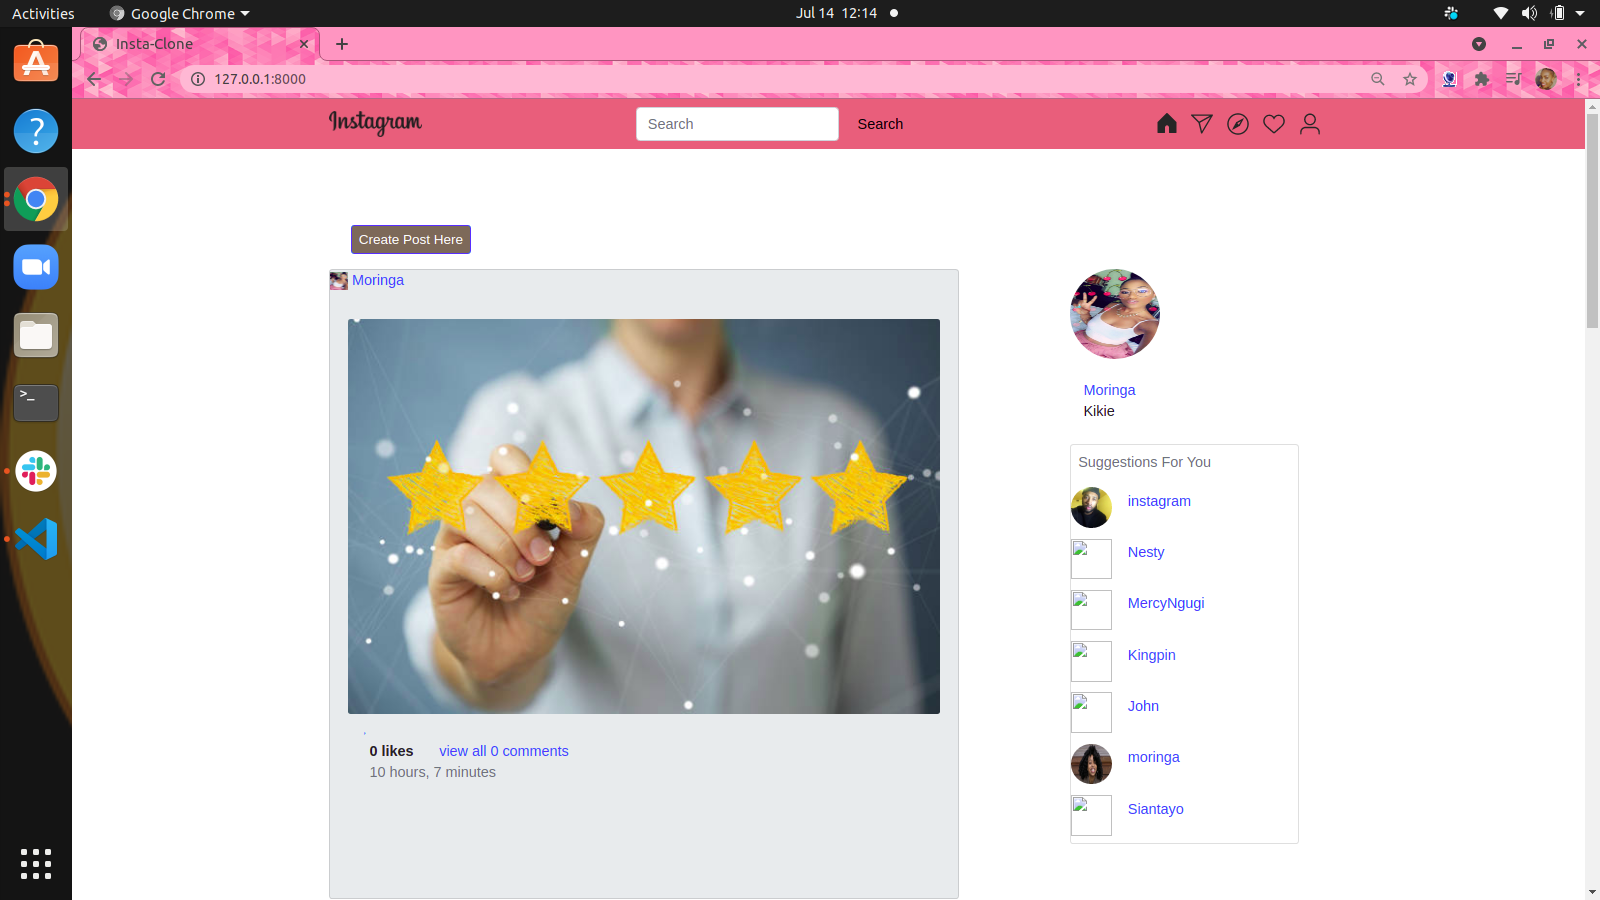 Activities
Google Chrome
Jul 14 12:14
Insta-Clone
127.0.0.1:8000
Instagram
Search
Search
Create Post Here
Moringa
0 likes
view all 0 comments
10 hours, 7 minutes
Moringa
Kikie
Suggestions For You
instagram
Nesty
MercyNgugi
Kingpin
John
moringa
Siantayo